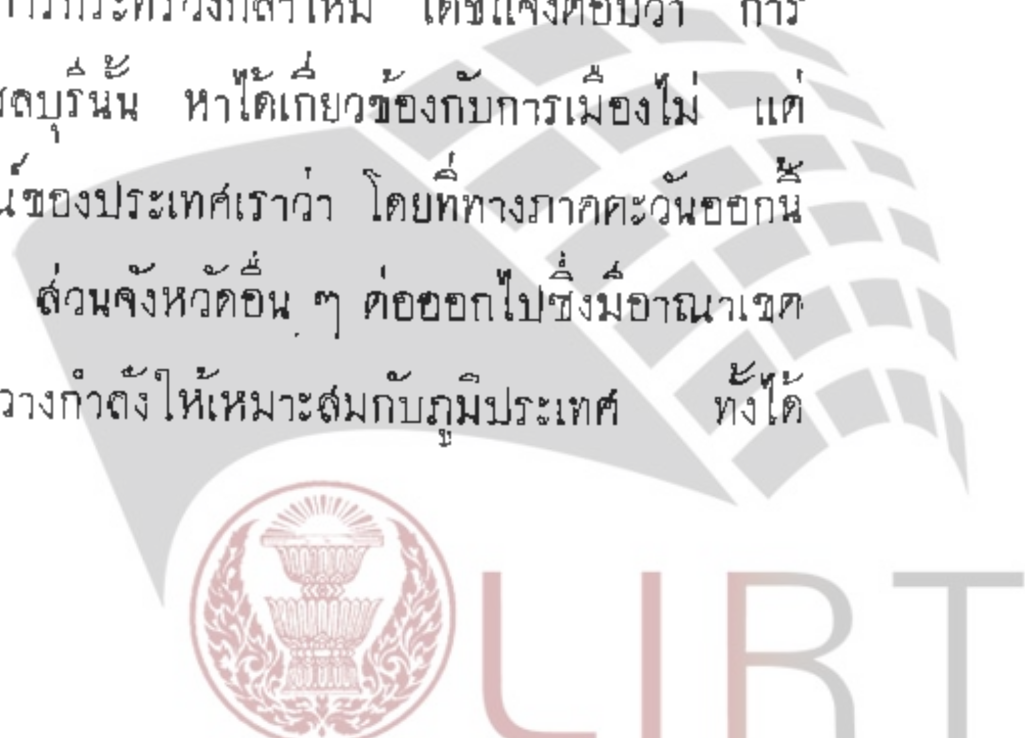 การกระทรวงกลาโหม ได้ชี้แจงตอบว่า การ
ชลบุรีนั้น หาได้เกี่ยวข้องกับการเมืองไม่ แต่
ของประเทศเราว่า โดยที่ทางภาคตะวันออกนี้
ส่วนจังหวัดอื่น ๆ ต่อออกไปซึ่งมีอาณาเขต
วางกำลังให้เหมาะสมกับภูมิประเทศ ทั้งได้
LIRT